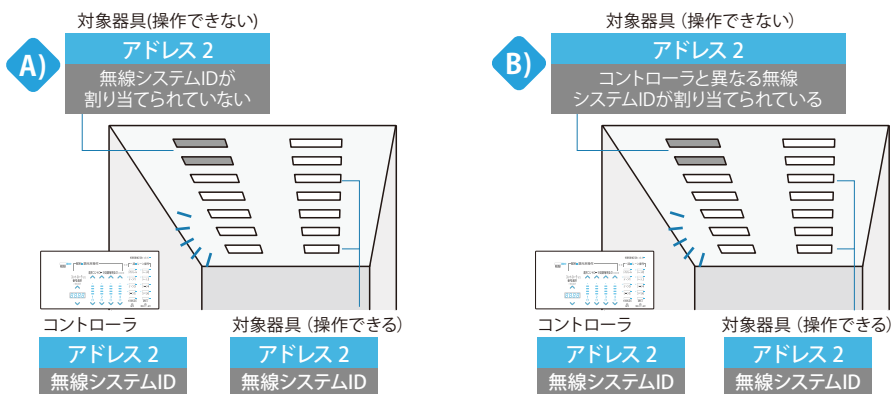 対象器具(操作できない)
A)
アドレス 2
無線システムIDが
割り当てられていない
コントローラ
アドレス 2
無線システムID
対象器具（操作できる）
アドレス 2
無線システムID
対象器具（操作できない）
B)
アドレス 2
コントローラと異なる無線
システムIDが割り当てられている
コントローラ
アドレス 2
無線システムID
対象器具（操作できる）
アドレス 2
無線システムID